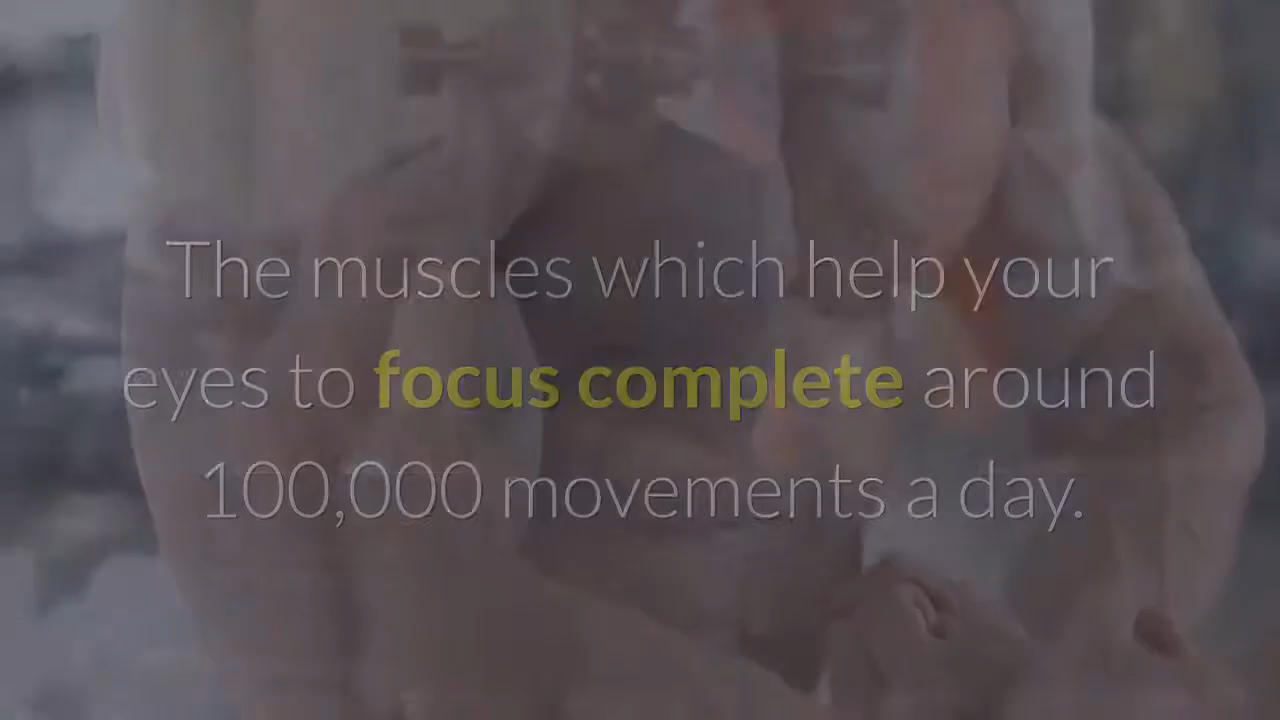 The muscles which help your
eyes to focus complete around
100,000 movements a day.